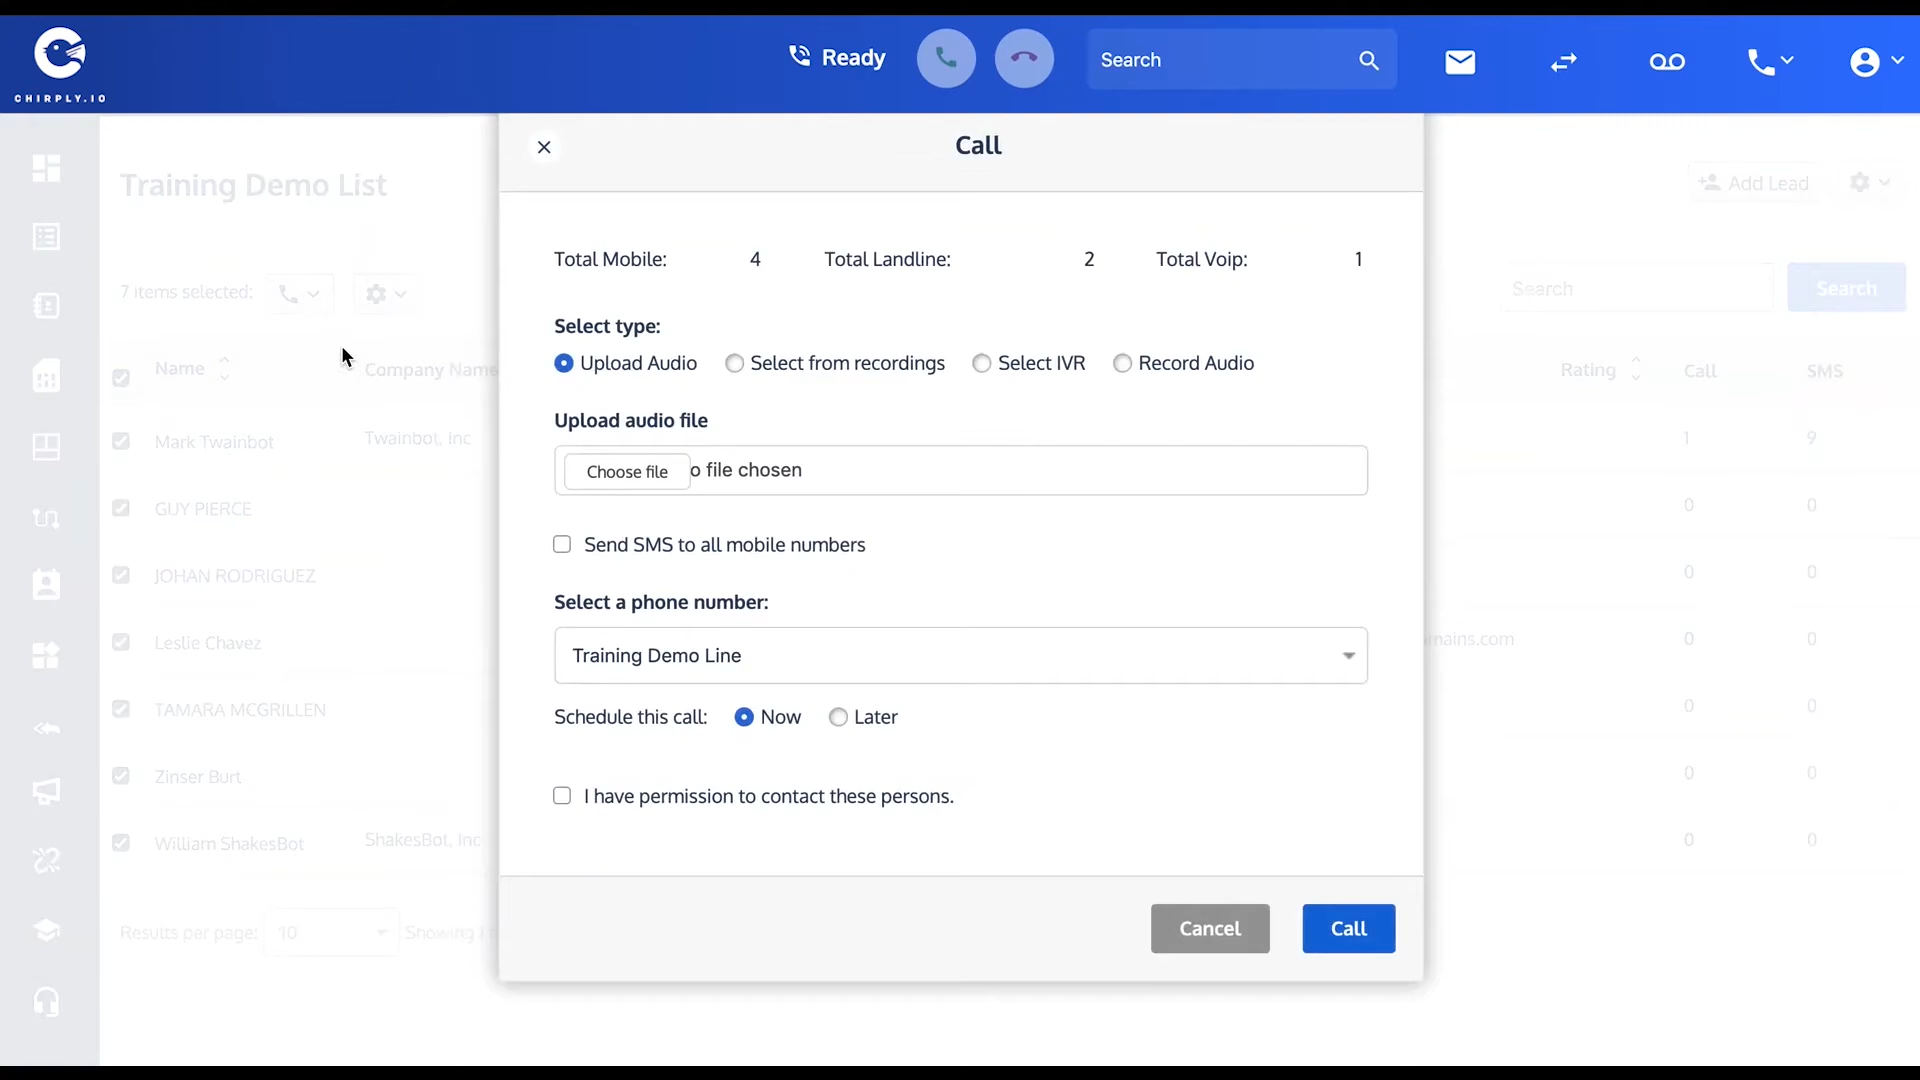 Ready
Search
CHIRPLY.IO
Call
Training Demo List
Add Lead
Total Mobile: 4 Total Landline: 2 Total Voip: 1
7 items selected:
Search
Search
Select type:
Upload Audio Select from recordings Select IVR Record Audio
Name Company Name Rating Call SMS
Upload audio file
Mark Twainbot Twainbot, Inc 1 9
Choose file o file chosen
GUY PIERCE 0 0
Send SMS to all mobile numbers
JOHAN RODRIGUEZ 0 0
Select a phone number:
Leslie Chavez mains.com 0 0
Training Demo Line
TAMARA MCGRILLEN 0 0
Schedule this call: Now Later
Zinser Burt 0 0
I have permission to contact these persons.
William ShakesBot ShakesBot, Inc 0 0
Results per page: 10 Showing
Cancel Call